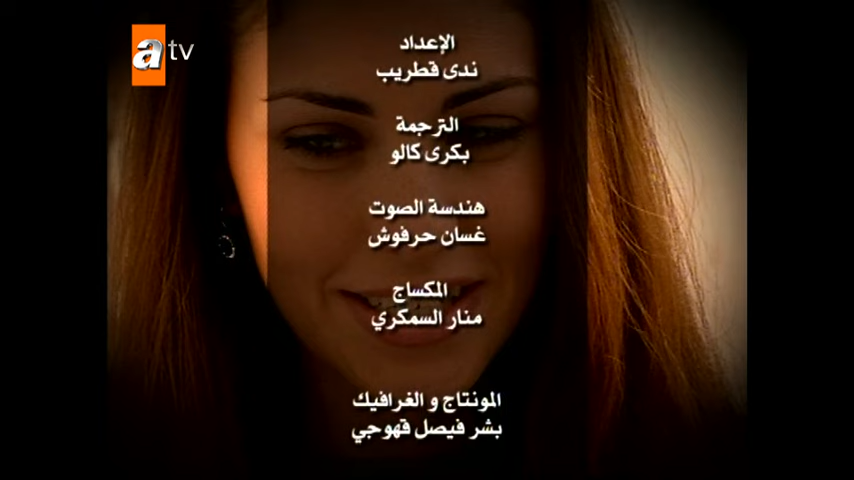 atv
الإعداد
ندى قطريب
الترجمة
بكرى كالو
هندسة الصوت
غسان حرفوش
المكساج
منار السمكري
المونتاج و الغرافيك
بشر فيصل قهوجي